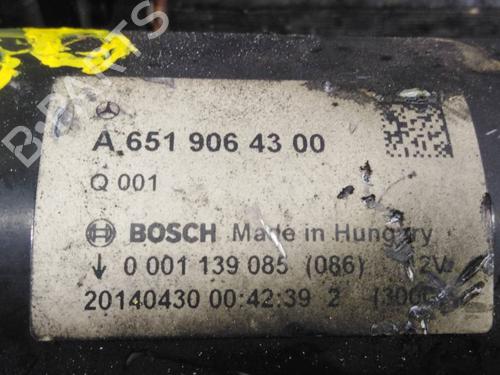 A 651 906 43 00
Q 001
BOSCH Made in Hungary
0 001 139 085 (086) 12V
20140430 00:42:39 2
B-PARTS